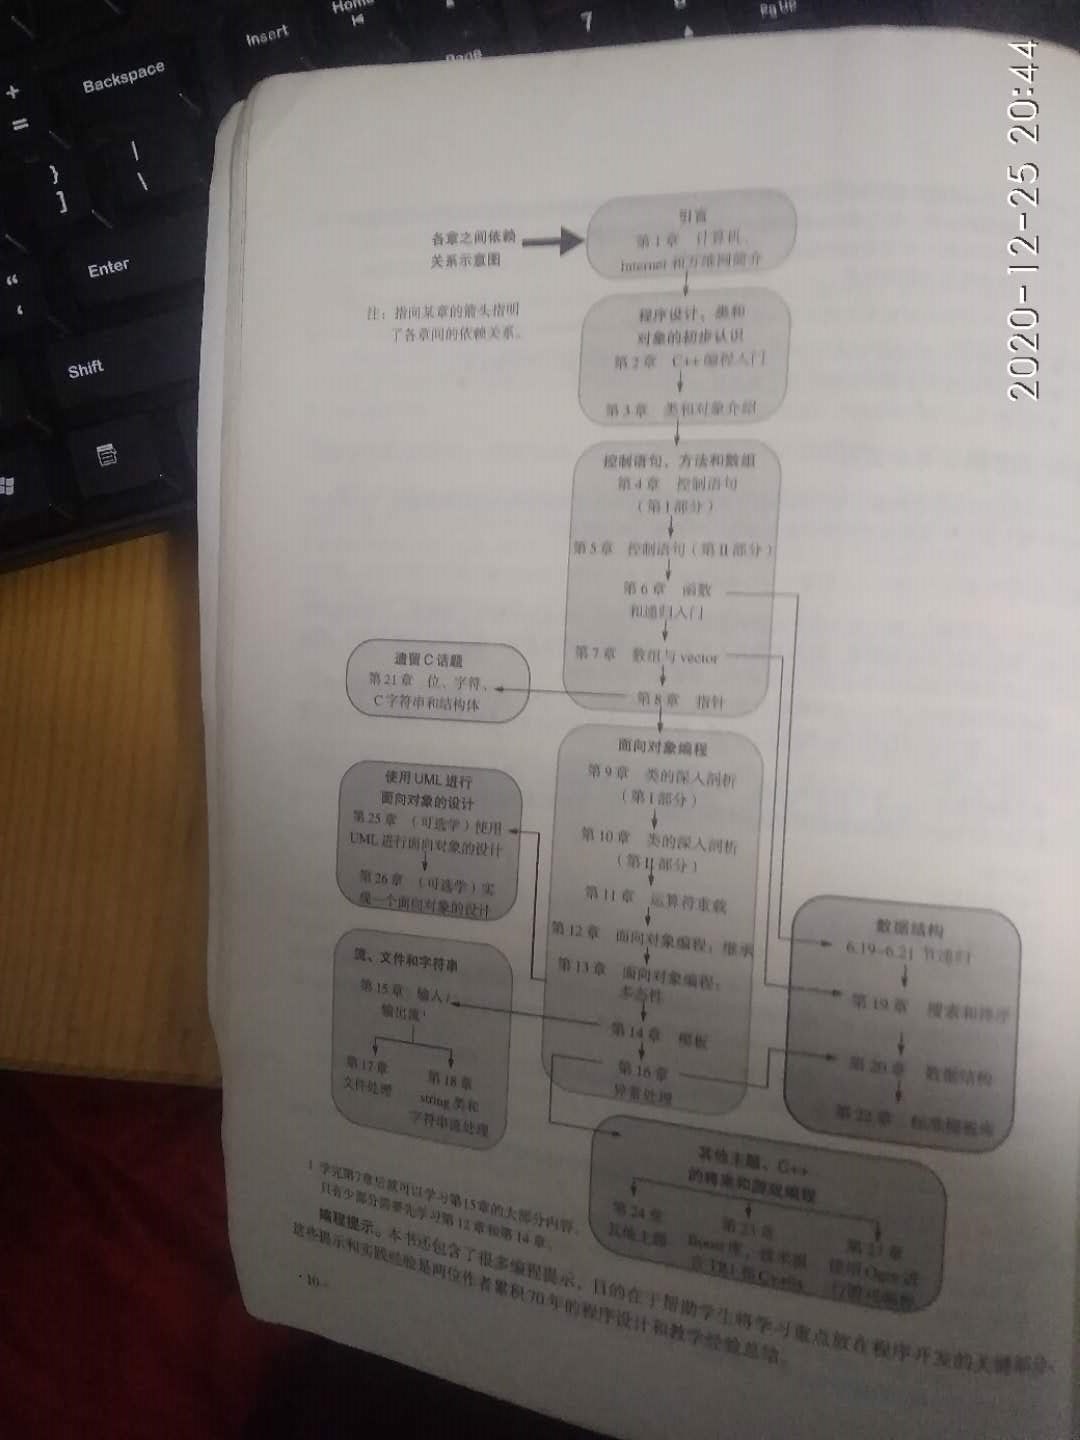 Insert
Home
7
Pg Up
Backspace
+
=
}
]
|
\
Enter
“
‘
Shift
2020-12-25 20:44
各章之间依赖
关系示意图
注：指向某章的箭头指明
了各章间的依赖关系。
引言
第1章 计算机、
Internet和万维网简介
程序设计、类和
对象的初步认识
第2章 C++编程入门
第3章 类和对象介绍
控制语句、方法和数组
第4章 控制语句
（第I部分）
第5章 控制语句（第II部分）
第6章 函数
和递归入门
第7章 数组与vector
第8章 指针
遗留C话题
第21章 位、字符、
C字符串和结构体
面向对象编程
第9章 类的深入剖析
（第I部分）
第10章 类的深入剖析
（第II部分）
第11章 运算符重载
第12章 面向对象编程：继承
第13章 面向对象编程：
多态性
第14章 模板
第16章
异常处理
使用UML进行
面向对象的设计
第25章 （可选学）使用
UML进行面向对象的设计
第26章 （可选学）实
现一个面向对象的设计
流、文件和字符串
第15章 输入/
输出流¹
第17章
文件处理
第18章
string类和
字符串流处理
数据结构
6.19~6.21节递归
第19章 搜索和排序
第20章 数据结构
第22章 标准模板库
其他主题、C++
的将来和游戏编程
第24章
其他主题
第23章
Boost库、技术报
第27章
使用Ogre进
行游戏编程
1 学完第7章后就可以学习第15章的大部分内容，
只有少部分需要先学习第12章和第14章。
编程提示。本书还包含了很多编程提示，目的在于帮助学生将学习重点放在程序开发的关键部分。
这些提示和实践经验是两位作者累积70年的程序设计和教学经验总结。
·10·